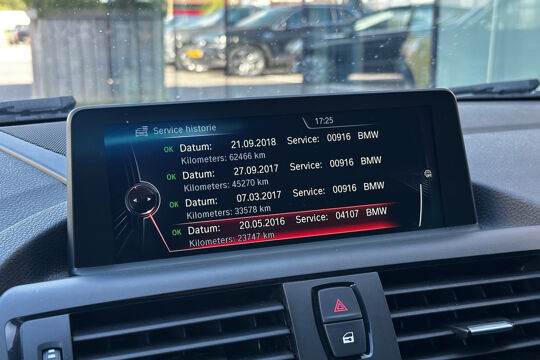 Service historie
17:25
OK Datum: 21.09.2018 Service: 00916 BMW
Kilometers: 62466 km
OK Datum: 27.09.2017 Service: 00916 BMW
Kilometers: 45270 km
OK Datum: 07.03.2017 Service: 00916 BMW
Kilometers: 33578 km
OK Datum: 20.05.2016 Service: 04107 BMW
Kilometers: 23747 km